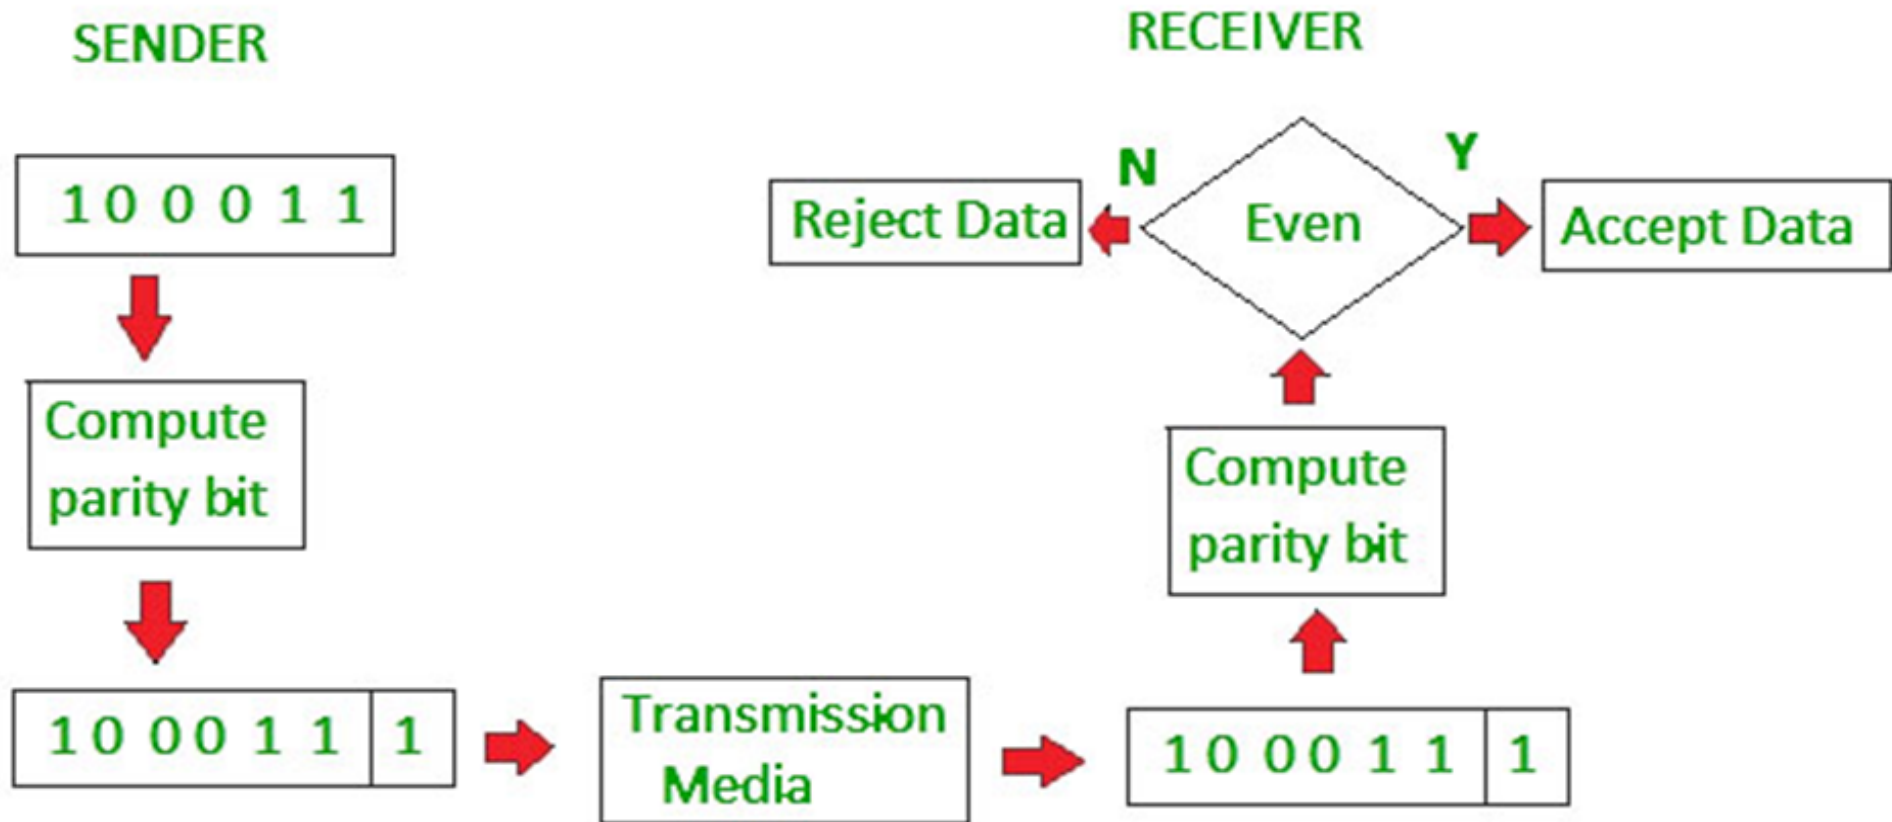 SENDER
1 0 0 0 1 1
Compute
parity bit
1 0 0 0 1 1 1
Transmission
Media
RECEIVER
N
Y
Reject Data
Even
Accept Data
Compute
parity bit
1 0 0 0 1 1 1